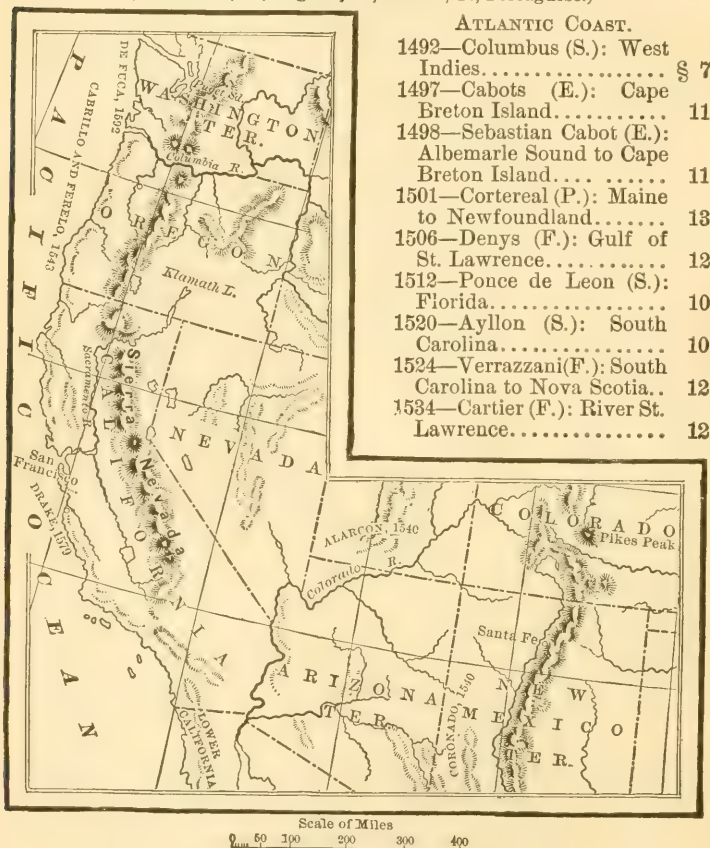 ATLANTIC COAST.
1492—Columbus (S.): West
Indies.................. § 7
1497—Cabots (E.): Cape
Breton Island........... 11
1498—Sebastian Cabot (E.):
Albemarle Sound to Cape
Breton Island.... ...... 11
1501—Cortereal (P.): Maine
to Newfoundland....... 13
1506—Denys (F.): Gulf of
St. Lawrence............ 12
1512—Ponce de Leon (S.):
Florida.................. 10
1520—Ayllon (S.): South
Carolina................. 10
1524—Verrazzani(F.): South
Carolina to Nova Scotia.. 12
1534—Cartier (F.): River St.
Lawrence............... 12
PACIFIC OCEAN
DE FUCA, 1592
CABRILLO AND FERELO, 1543
WASHINGTON
TER.
Puget Sd.
Columbia R.
OREGON
Klamath L.
Sacramento R.
CALIFORNIA
Sierra Nevada
NEVADA
San
Francisco
DRAKE, 1579
ALARCON, 1540
Colorado R.
COLORADO
Pikes Peak
Santa Fe
ARIZONA
TER.
CORONADO, 1540
NEW
MEXICO
TER.
LOWER
CALIFORNIA
Scale of Miles
0 50 100 200 300 400